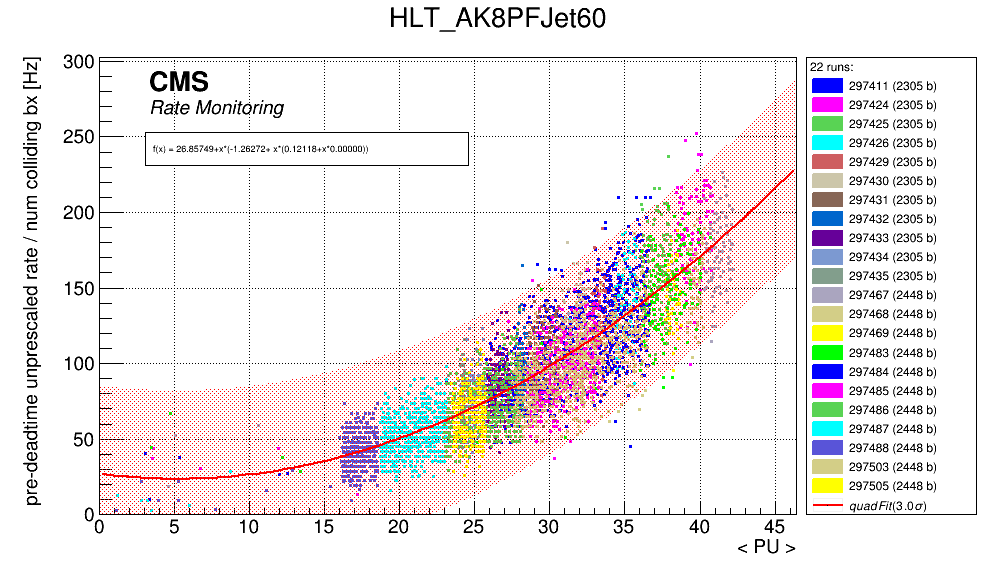 HLT_AK8PFJet60
pre-deadtime unprescaled rate / num colliding bx [Hz]
300
250
200
150
100
50
0
CMS
Rate Monitoring
f(x) = 26.85749+x*(-1.26272+ x*(0.12118+x*0.00000))
0 5 10 15 20 25 30 35 40 45
< PU >
22 runs:
297411 (2305 b)
297424 (2305 b)
297425 (2305 b)
297426 (2305 b)
297429 (2305 b)
297430 (2305 b)
297431 (2305 b)
297432 (2305 b)
297433 (2305 b)
297434 (2305 b)
297435 (2305 b)
297467 (2448 b)
297468 (2448 b)
297469 (2448 b)
297483 (2448 b)
297484 (2448 b)
297485 (2448 b)
297486 (2448 b)
297487 (2448 b)
297488 (2448 b)
297503 (2448 b)
297505 (2448 b)
quadFit(3.0σ)